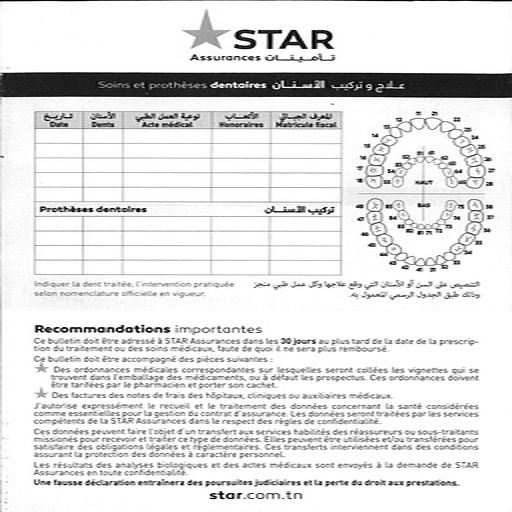 STAR
Assurances تأمينات
Soins et prothèses dentaires علاج و تركيب الأسنان
تاريخ الأسنان نوعية العمل الطبي الأتعاب المعرف الجبائي
Date Dents Acte médical Honoraires Matricule fiscal
Prothèses dentaires تركيب الأسنان
HAUT
BAS
Indiquer la dent traitée, l'intervention pratiquée
selon nomenclature officielle en vigueur.
التنصيص على السن أو الأسنان التي وقع علاجها وكل عمل طبي منجز
وذلك طبق الجدول الرسمي المعمول به.
Recommandations importantes
Ce bulletin doit être adressé à STAR Assurances dans les 30 jours au plus tard de la date de la prescrip-
tion du traitement ou des soins médicaux, faute de quoi il ne sera plus remboursé.
Ce bulletin doit être accompagné des pièces suivantes :
Des ordonnances médicales correspondantes sur lesquelles seront collées les vignettes qui se
trouvent dans l'emballage des médicaments, ou à défaut les prospectus. Ces ordonnances doivent
être tarifées par le pharmacien et porter son cachet.
Des factures des notes de frais des hôpitaux, cliniques ou auxiliaires médicaux.
J'autorise expressément le recueil et le traitement des données concernant la santé considérées
comme essentielles pour la gestion du contrat d'assurance. Les données seront traitées par les services
compétents de la STAR Assurances dans le respect des règles de confidentialité.
Ces données peuvent faire l'objet d'un transfert aux services habilités des réassureurs ou sous-traitants
missionnés pour recevoir et traiter ce type de données. Elles peuvent être utilisées et/ou transférées pour
satisfaire des obligations légales et réglementaires. Ces transferts interviennent dans des conditions
assurant la protection des données à caractère personnel.
Les résultats des analyses biologiques et des actes médicaux sont envoyés à la demande de STAR
Assurances en toute confidentialité.
Une fausse déclaration entraînera des poursuites judiciaires et la perte du droit aux prestations.
star.com.tn